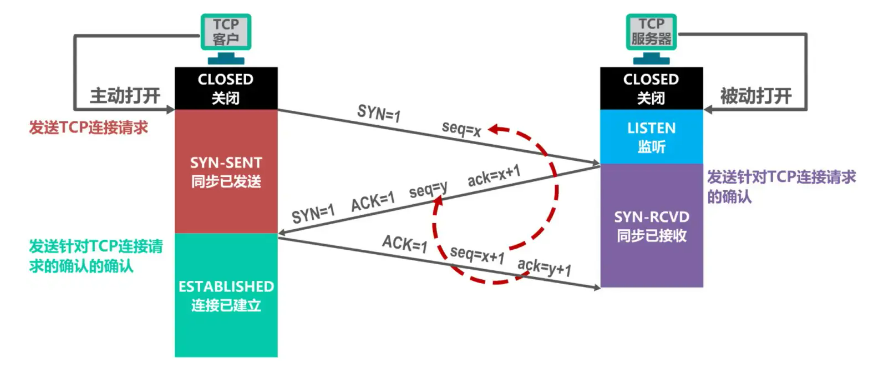 TCP
客户
TCP
服务器
CLOSED
关闭
CLOSED
关闭
主动打开
被动打开
发送TCP连接请求
SYN=1
seq=x
LISTEN
监听
SYN-SENT
同步已发送
SYN=1 ACK=1 seq=y ack=x+1
发送针对TCP连接请求
的确认
SYN-RCVD
同步已接收
发送针对TCP连接请
求的确认的确认
ACK=1 seq=x+1 ack=y+1
ESTABLISHED
连接已建立